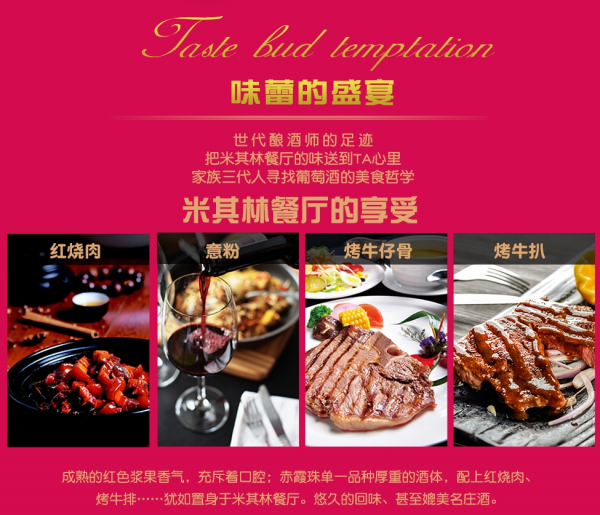 Taste bud temptation
味蕾的盛宴
世代酿酒师的足迹
把米其林餐厅的味送到TA心里
家族三代人寻找葡萄酒的美食哲学
米其林餐厅的享受
红烧肉
意粉
烤牛仔骨
烤牛扒
成熟的红色浆果香气，充斥着口腔；赤霞珠单一品种厚重的酒体，配上红烧肉、
烤牛排……犹如置身于米其林餐厅。悠久的回味、甚至媲美名庄酒。